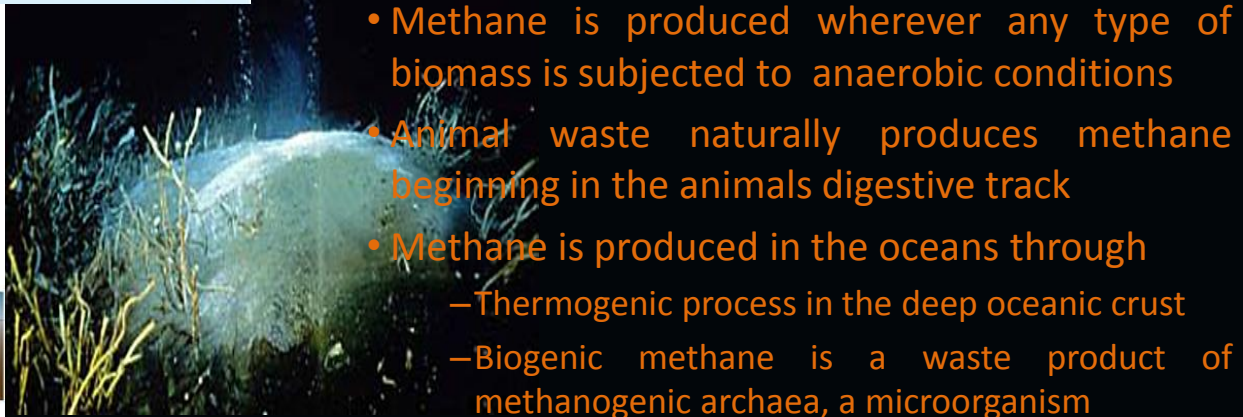 • Methane is produced wherever any type of
biomass is subjected to anaerobic conditions
• Animal waste naturally produces methane
beginning in the animals digestive track
• Methane is produced in the oceans through
–Thermogenic process in the deep oceanic crust
–Biogenic methane is a waste product of
methanogenic archaea, a microorganism